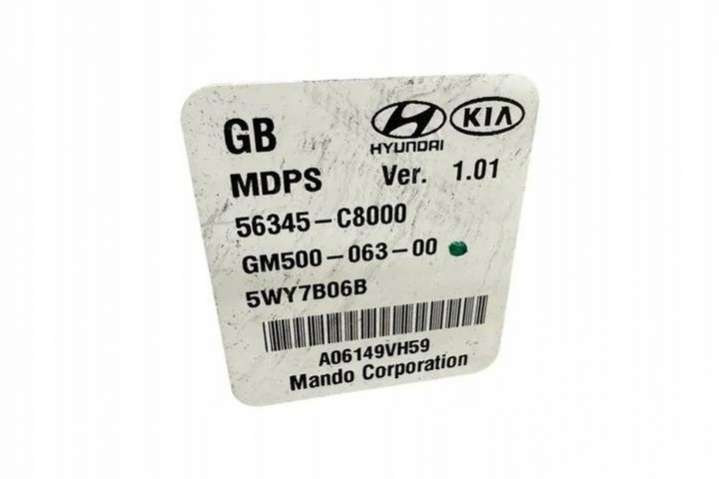 GB HYUNDAI KIA
MDPS Ver. 1.01
56345-C8000
GM500-063-00
5WY7B06B
A06149VH59
Mando Corporation